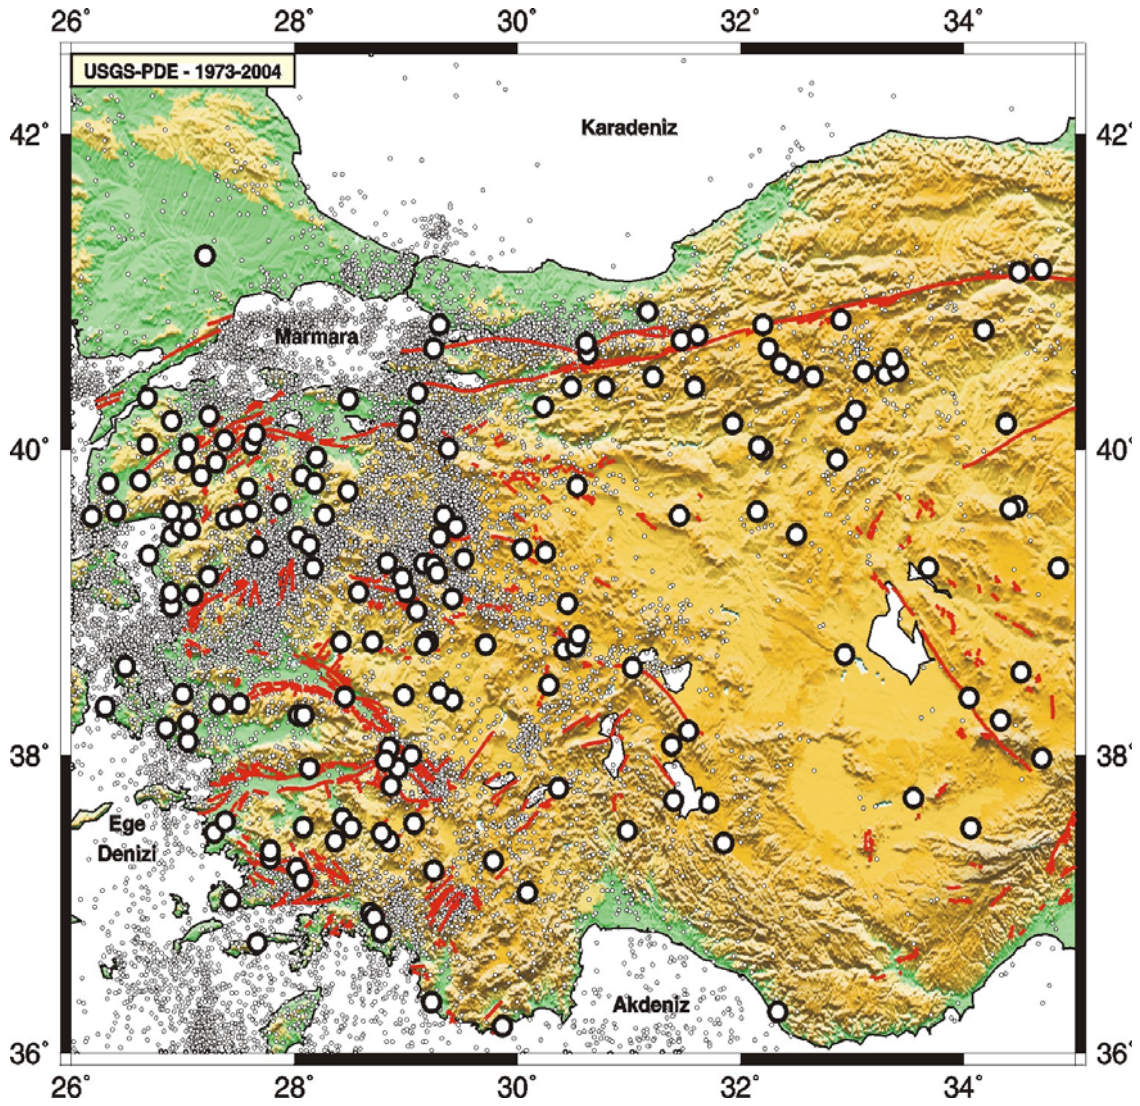 26° 28° 30° 32° 34°
USGS-PDE - 1973-2004
42° Karadeniz 42°
Marmara
40° 40°
38° 38°
Ege
Denizi
Akdeniz
36° 36°
26° 28° 30° 32° 34°